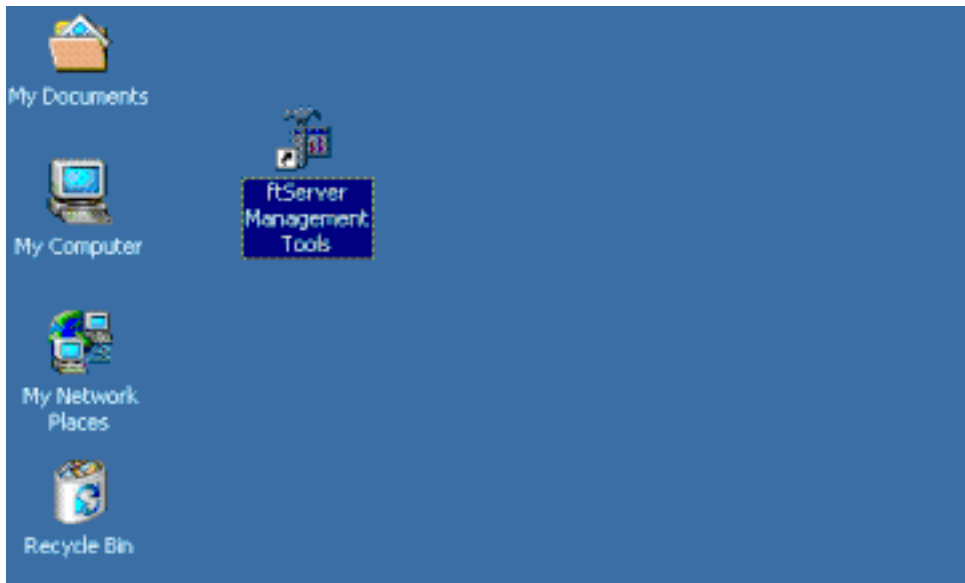 My Documents
ftServer
Management
Tools
My Computer
My Network
Places
Recycle Bin